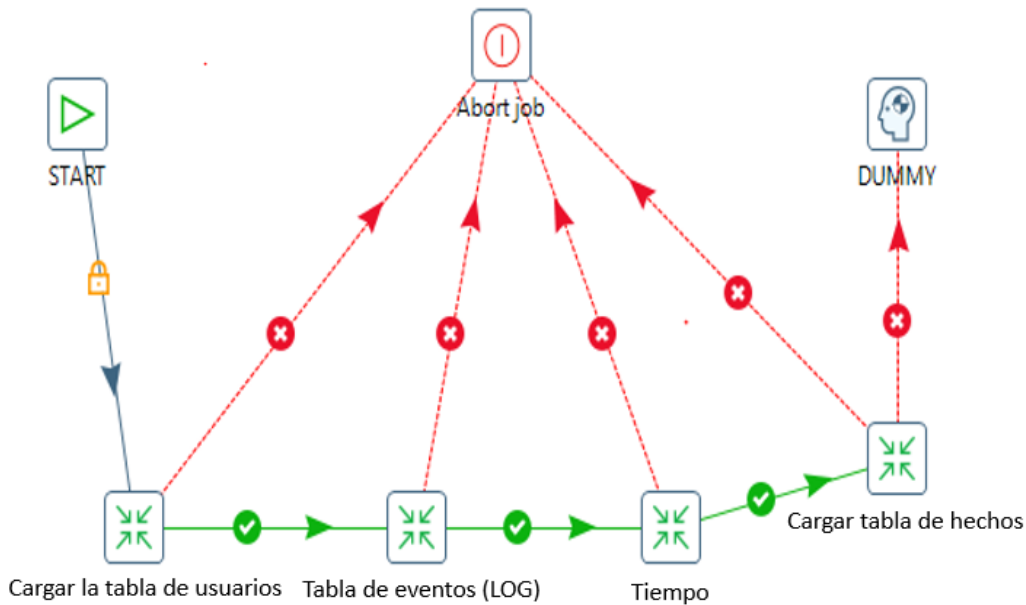 Abort job
START
DUMMY
Cargar tabla de hechos
Cargar la tabla de usuarios
Tabla de eventos (LOG)
Tiempo